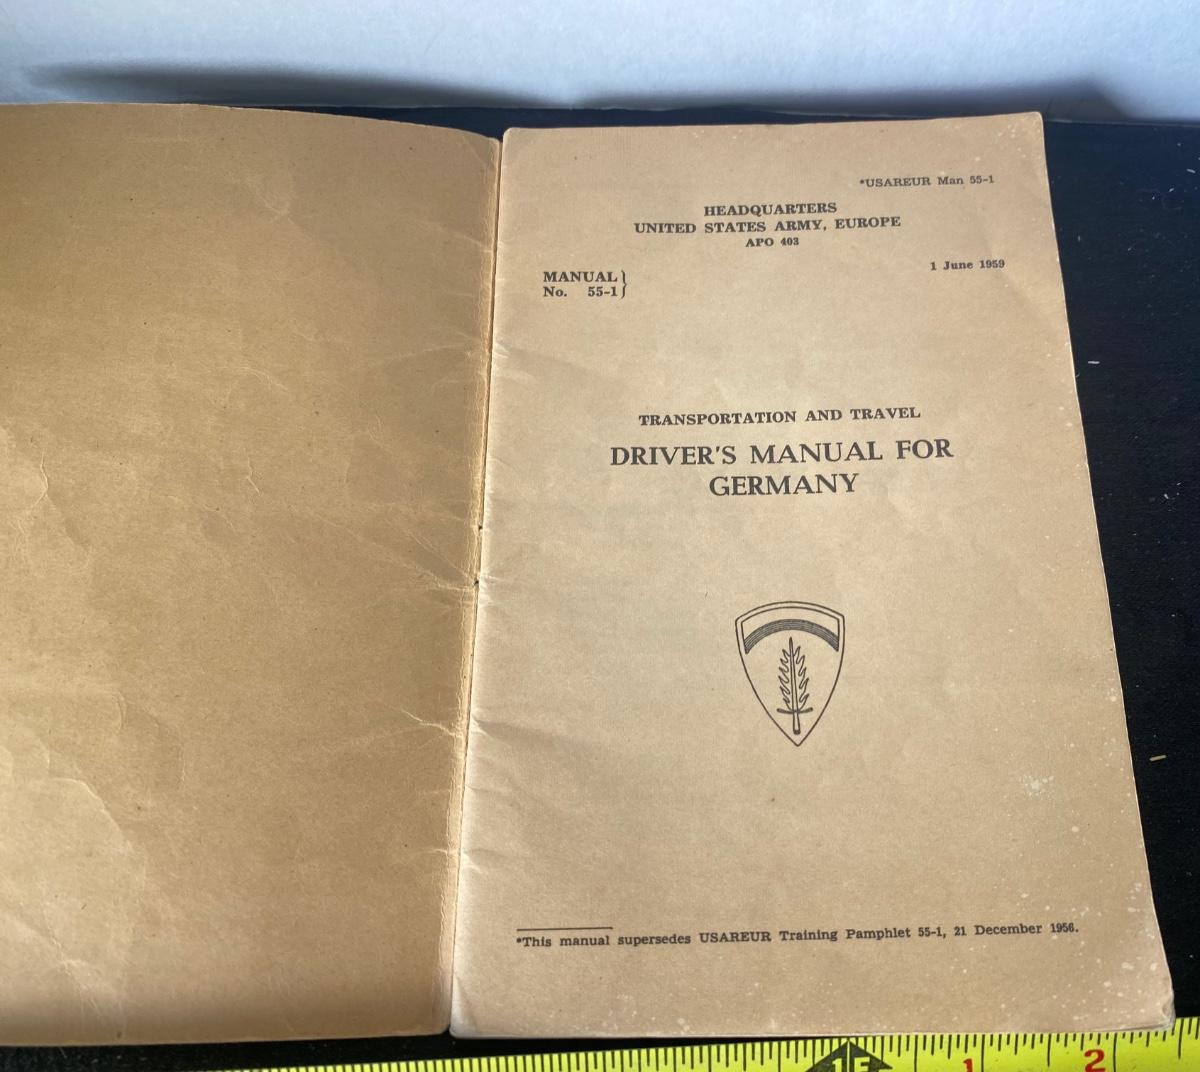 *USAREUR Man 55-1
HEADQUARTERS
UNITED STATES ARMY, EUROPE
APO 403
MANUAL }
No. 55-1 }
1 June 1959
TRANSPORTATION AND TRAVEL
DRIVER'S MANUAL FOR
GERMANY
*This manual supersedes USAREUR Training Pamphlet 55-1, 21 December 1956.
1 2